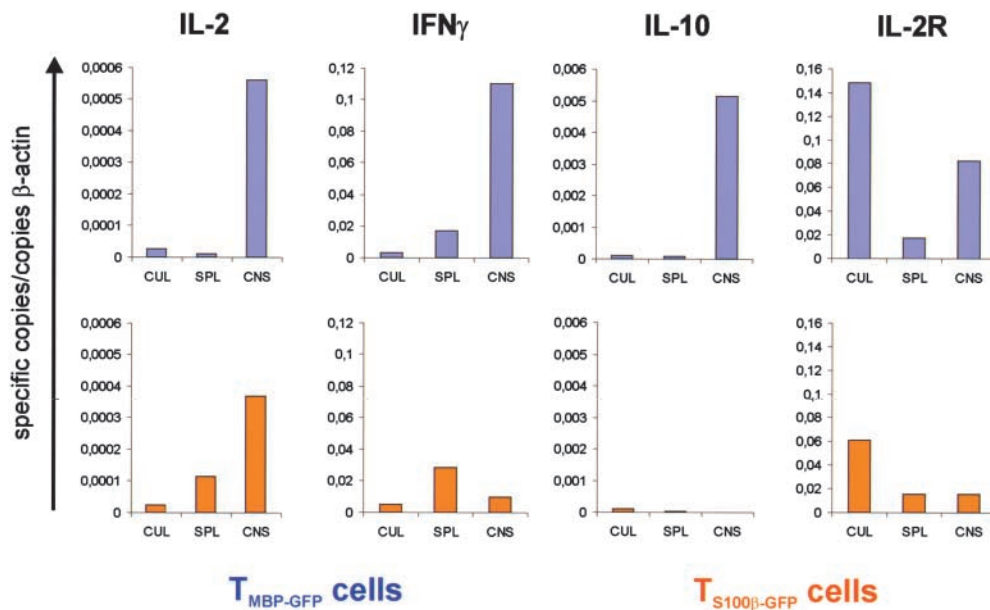 IL-2 IFNγ IL-10 IL-2R
specific copies/copies β-actin
0,0006 0,12 0,006 0,16
0,0005 0,1 0,005 0,14
0,0004 0,08 0,004 0,12
0,0003 0,06 0,003 0,1
0,0002 0,04 0,002 0,08
0,0001 0,02 0,001 0,06
0 0 0 0,04
0,02
0
CUL SPL CNS CUL SPL CNS CUL SPL CNS CUL SPL CNS
0,0006 0,12 0,006 0,16
0,0005 0,1 0,006 0,14
0,0004 0,08 0,004 0,12
0,0003 0,06 0,003 0,1
0,0002 0,04 0,002 0,08
0,0001 0,02 0,001 0,06
0 0 0 0,04
0,02
0
CUL SPL CNS CUL SPL CNS CUL SPL CNS CUL SPL CNS
TMBP-GFP cells TS100β-GFP cells